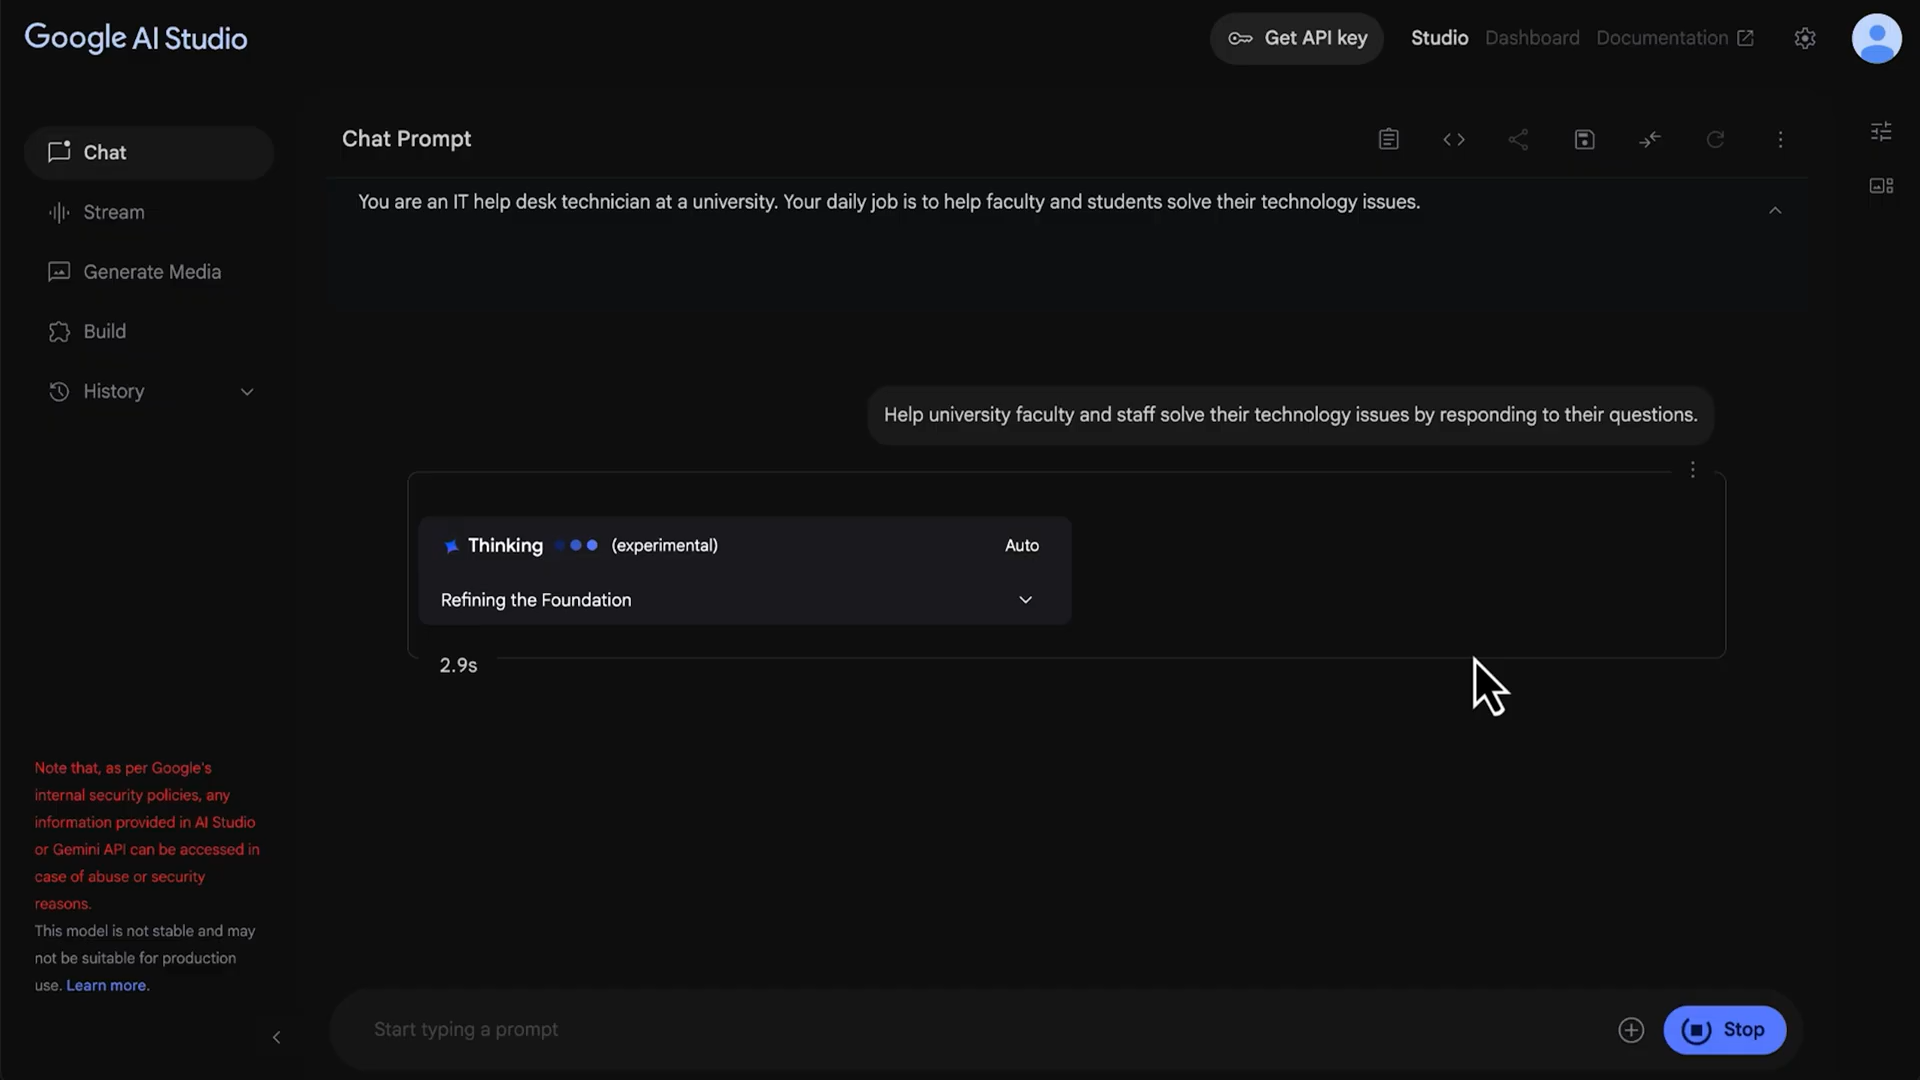 Google AI Studio
Get API key
Studio
Dashboard
Documentation
Chat
Stream
Generate Media
Build
History
Chat Prompt
You are an IT help desk technician at a university. Your daily job is to help faculty and students solve their technology issues.
Help university faculty and staff solve their technology issues by responding to their questions.
Thinking (experimental) Auto
Refining the Foundation
2.9s
Note that, as per Google's
internal security policies, any
information provided in AI Studio
or Gemini API can be accessed in
case of abuse or security
reasons.
This model is not stable and may
not be suitable for production
use. Learn more.
Start typing a prompt
Stop